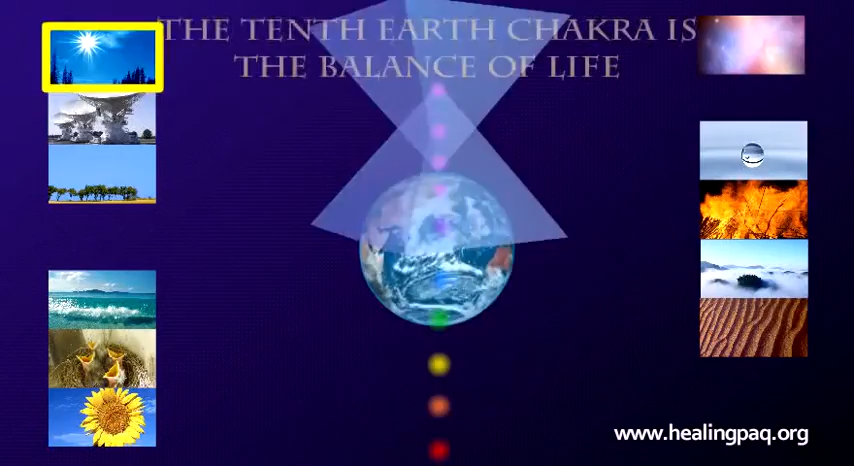 THE TENTH EARTH CHAKRA IS
THE BALANCE OF LIFE
www.healingpaq.org